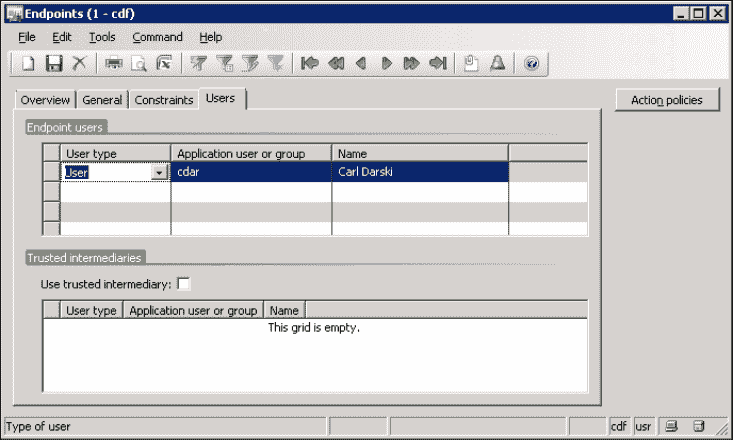 Endpoints (1 - cdf)
File Edit Tools Command Help
Overview General Constraints Users
Action policies
Endpoint users
User type Application user or group Name
User cdar Carl Darski
Trusted intermediaries
Use trusted intermediary:
User type Application user or group Name
This grid is empty.
Type of user cdf usr